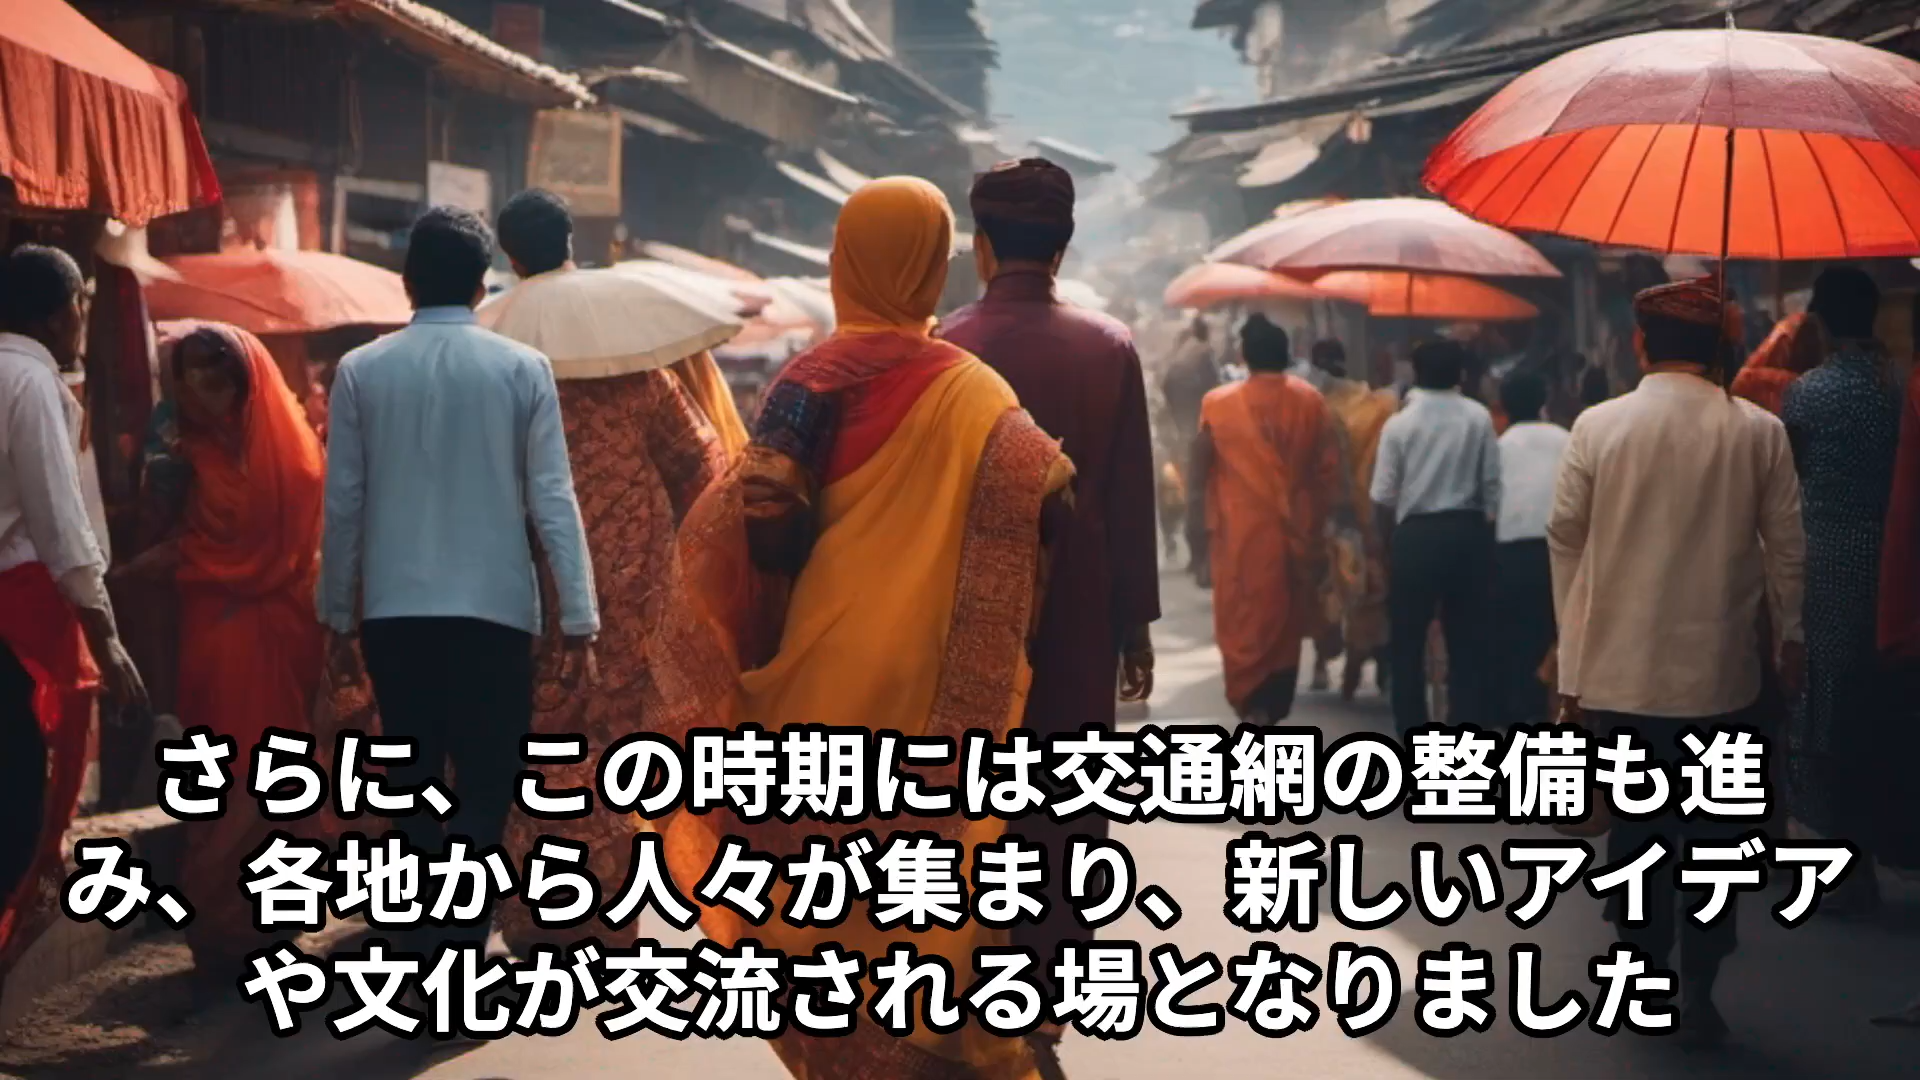 さらに、この時期には交通網の整備も進
み、各地から人々が集まり、新しいアイデア
や文化が交流される場となりました